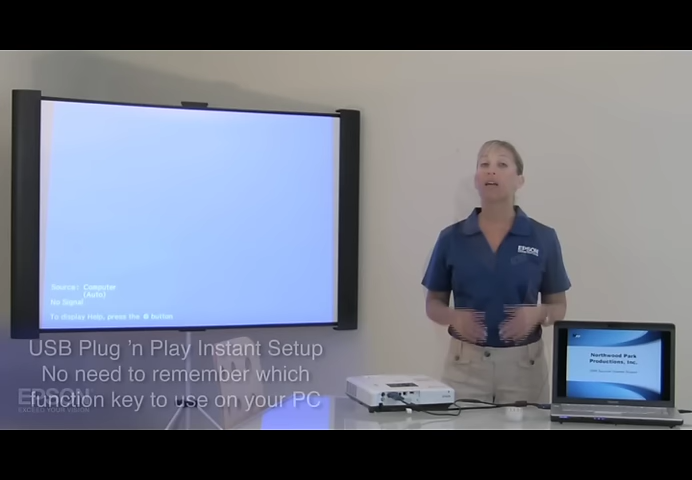 Source: Computer
(Auto)
No Signal
To display Help, press the button
EPSON
Northwood Park
Productions, Inc.
USB Plug 'n Play Instant Setup
No need to remember which
function key to use on your PC
EPSON
EXCEED YOUR VISION